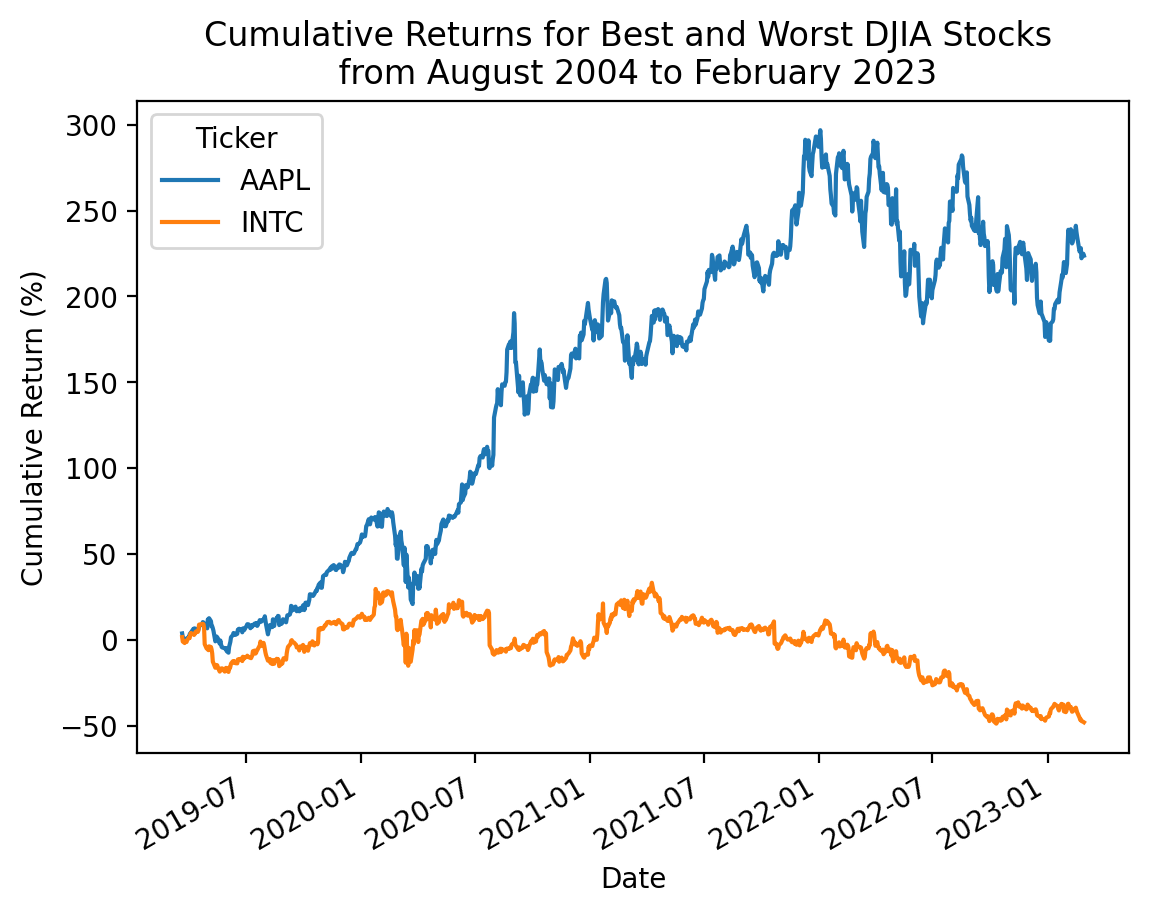 Cumulative Returns for Best and Worst DJIA Stocks
from August 2004 to February 2023
Ticker
AAPL
INTC
Cumulative Return (%)
300
250
200
150
100
50
0
−50
2019-07
2020-01
2020-07
2021-01
2021-07
2022-01
2022-07
2023-01
Date